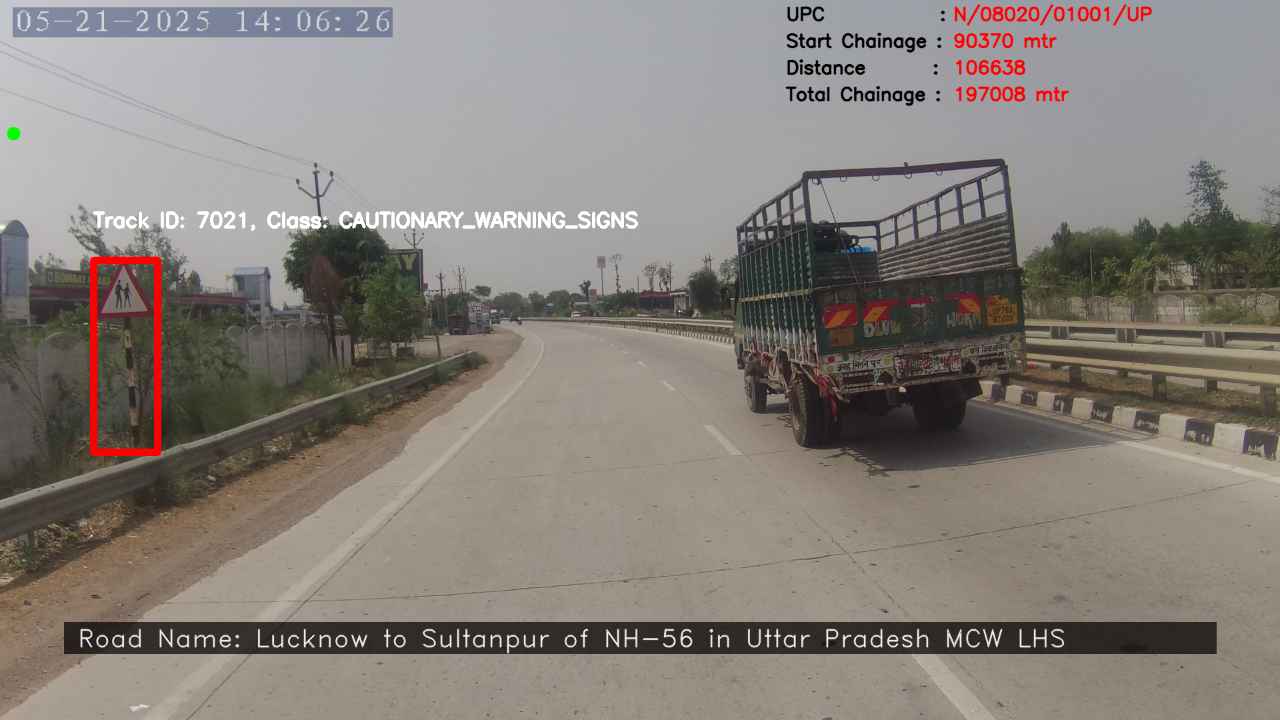 05-21-2025 14:06:26
UPC : N/08020/01001/UP
Start Chainage : 90370 mtr
Distance : 106638
Total Chainage : 197008 mtr
Track ID: 7021, Class: CAUTIONARY_WARNING_SIGNS
HORN
Road Name: Lucknow to Sultanpur of NH-56 in Uttar Pradesh MCW LHS